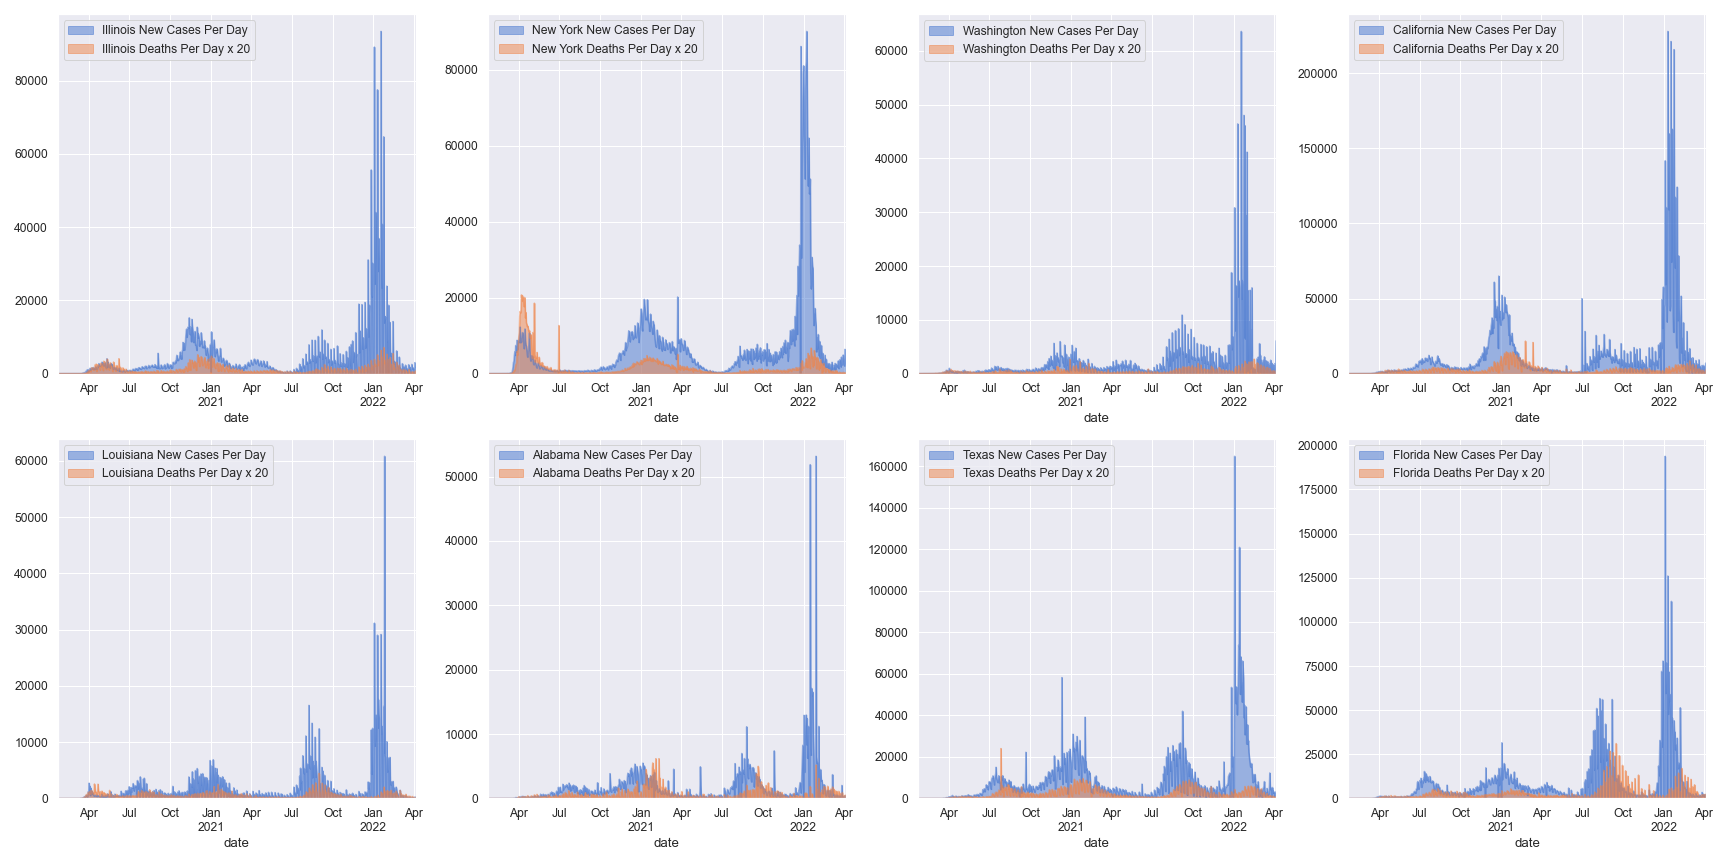 Illinois New Cases Per Day
Illinois Deaths Per Day x 20
80000
60000
40000
20000
0
Apr Jul Oct Jan Apr Jul Oct Jan Apr
2021 2022
date
New York New Cases Per Day
New York Deaths Per Day x 20
80000
60000
40000
20000
0
Apr Jul Oct Jan Apr Jul Oct Jan Apr
2021 2022
date
Washington New Cases Per Day
Washington Deaths Per Day x 20
60000
50000
40000
30000
20000
10000
0
Apr Jul Oct Jan Apr Jul Oct Jan Apr
2021 2022
date
California New Cases Per Day
California Deaths Per Day x 20
200000
150000
100000
50000
0
Apr Jul Oct Jan Apr Jul Oct Jan Apr
2021 2022
date
Louisiana New Cases Per Day
Louisiana Deaths Per Day x 20
60000
50000
40000
30000
20000
10000
0
Apr Jul Oct Jan Apr Jul Oct Jan Apr
2021 2022
date
Alabama New Cases Per Day
Alabama Deaths Per Day x 20
50000
40000
30000
20000
10000
0
Apr Jul Oct Jan Apr Jul Oct Jan Apr
2021 2022
date
Texas New Cases Per Day
Texas Deaths Per Day x 20
160000
140000
120000
100000
80000
60000
40000
20000
0
Apr Jul Oct Jan Apr Jul Oct Jan Apr
2021 2022
date
Florida New Cases Per Day
Florida Deaths Per Day x 20
200000
175000
150000
125000
100000
75000
50000
25000
0
Apr Jul Oct Jan Apr Jul Oct Jan Apr
2021 2022
date